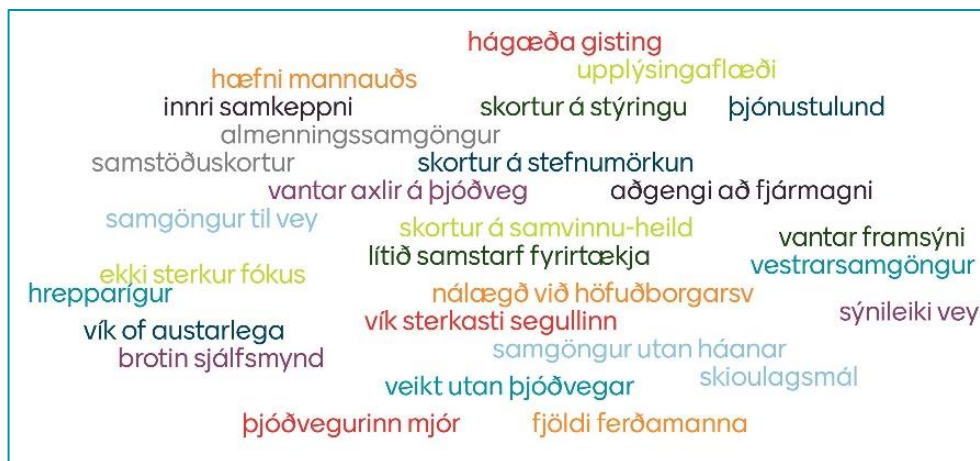 hágæða gisting
upplýsingaflæði
hæfni mannauðs
innri samkeppni
skortur á stýringu
þjónustulund
almenningssamgöngur
samstöðuskortur
skortur á stefnumörkun
vantar axlir á þjóðveg
aðgengi að fjármagni
samgöngur til vey
skortur á samvinnu-heild
vantar framsýni
lítið samstarf fyrirtækja
vestrarsamgöngur
ekki sterkur fókus
hrepparígur
nálægð við höfuðborgarsv
sýnileiki vey
vík of austarlega
vík sterkasti segullinn
brotin sjálfsmynd
samgöngur utan háanar
skioulagsmál
veikt utan þjóðvegar
þjóðvegurinn mjór
fjöldi ferðamanna